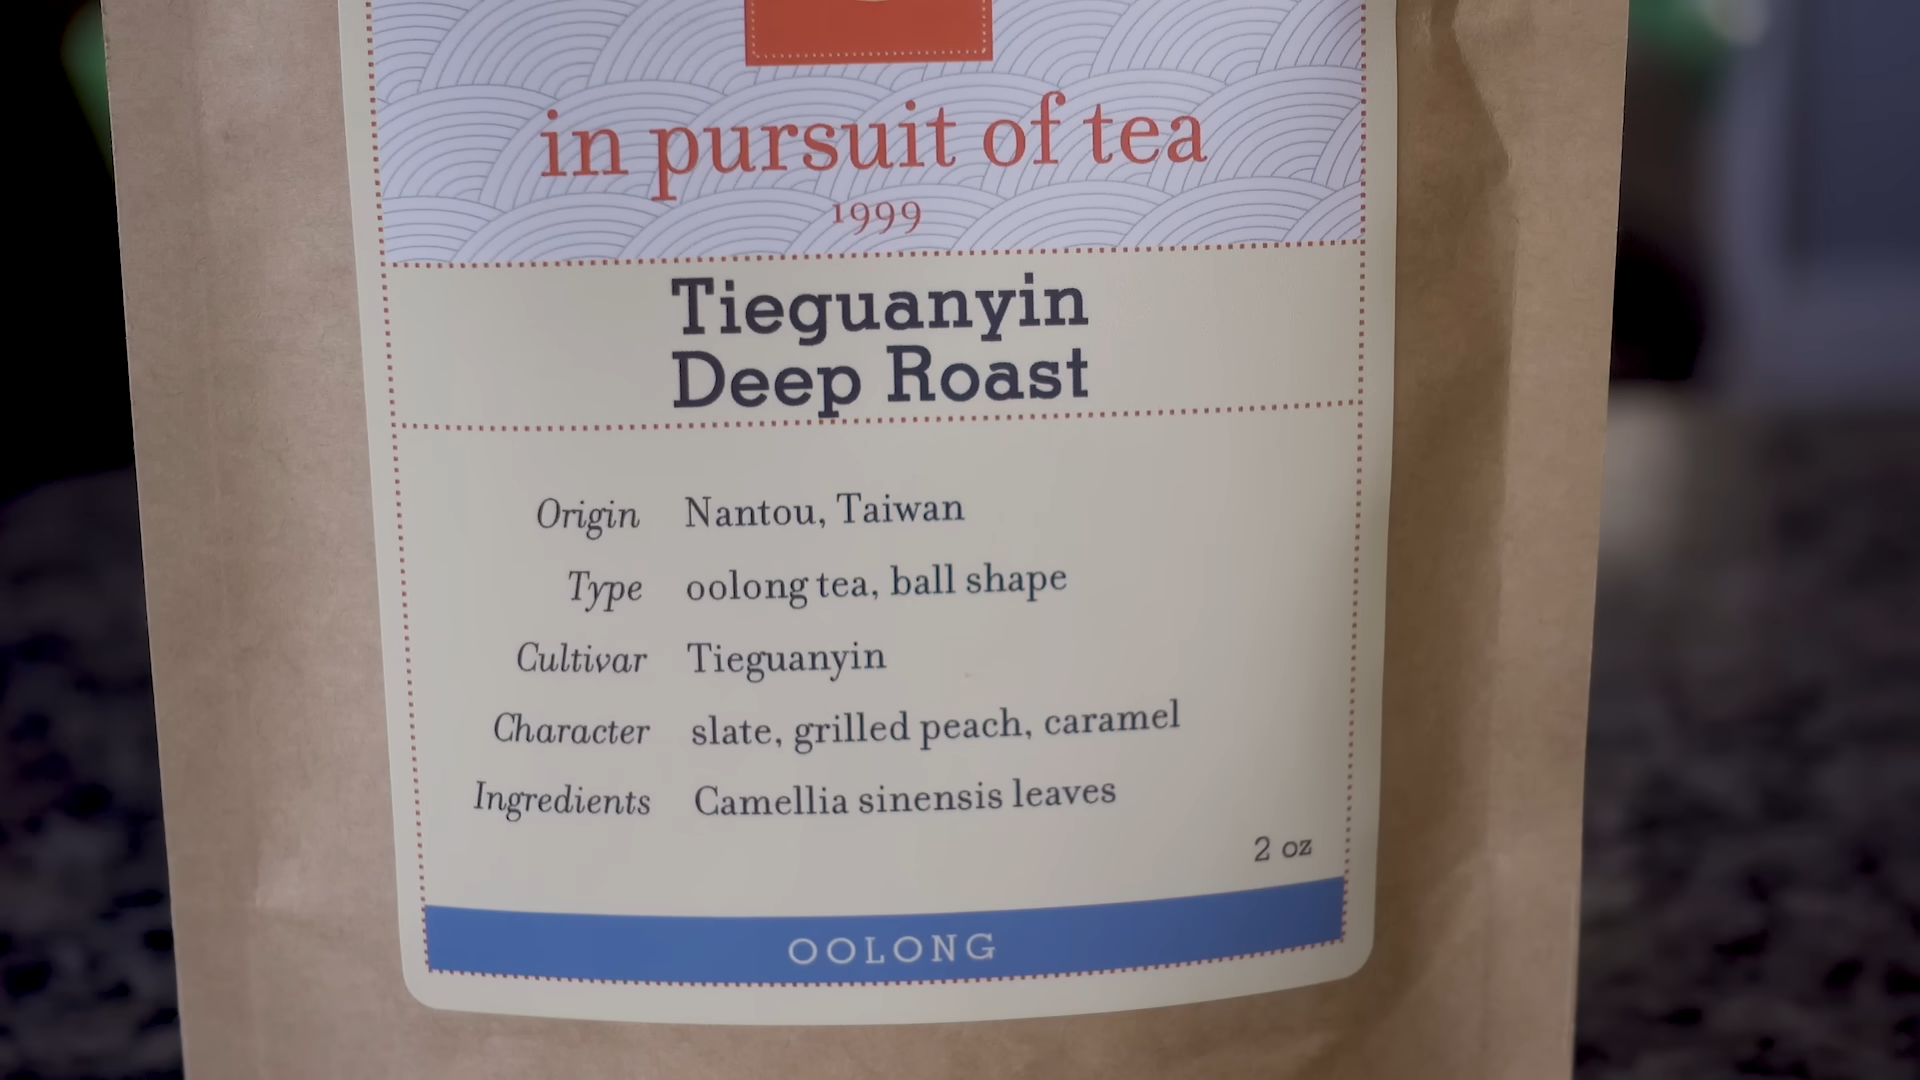 in pursuit of tea
1999
Tieguanyin
Deep Roast
Origin Nantou, Taiwan
Type oolong tea, ball shape
Cultivar Tieguanyin
Character slate, grilled peach, caramel
Ingredients Camellia sinensis leaves
2 oz
OOLONG